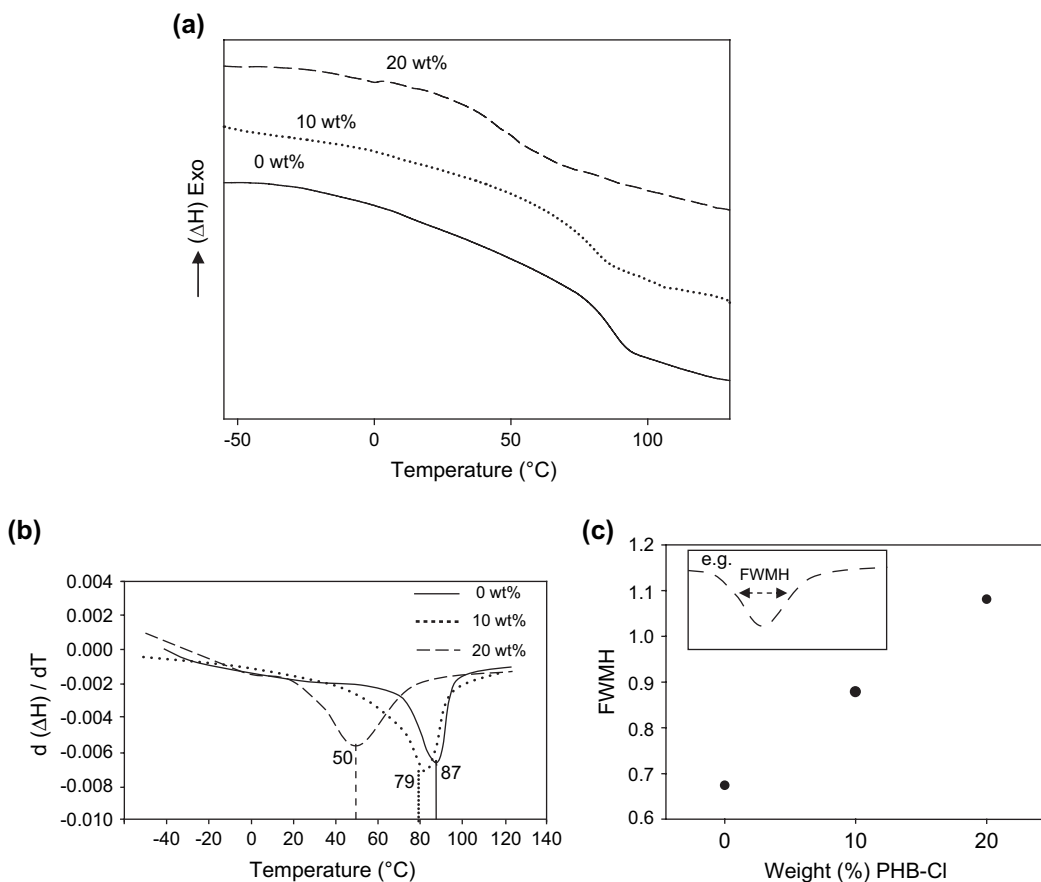 (a)
20 wt%
10 wt%
0 wt%
(ΔH) Exo
-50 0 50 100
Temperature (°C)
(b)
0.004
0.002
0.000
-0.002
-0.004
-0.006
-0.008
-0.010
d (ΔH) / dT
0 wt%
10 wt%
20 wt%
50
79
87
-40 -20 0 20 40 60 80 100 120 140
Temperature (°C)
(c)
1.2
1.1
1.0
0.9
0.8
0.7
0.6
FWMH
e.g.
FWMH
0 10 20
Weight (%) PHB-Cl